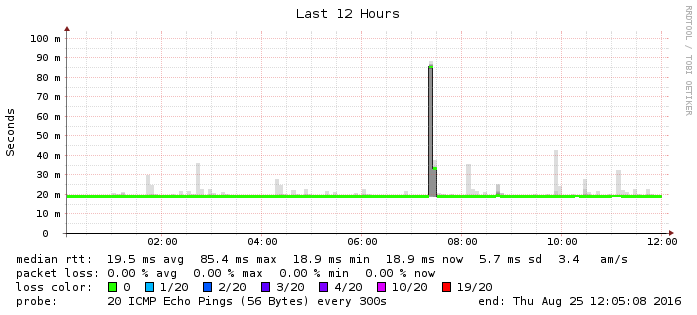 Last 12 Hours
RRDTOOL / TOBI OETIKER
Seconds
100 m
90 m
80 m
70 m
60 m
50 m
40 m
30 m
20 m
10 m
0
02:00 04:00 06:00 08:00 10:00 12:00
median rtt: 19.5 ms avg 85.4 ms max 18.9 ms min 18.9 ms now 5.7 ms sd 3.4 am/s
packet loss: 0.00 % avg 0.00 % max 0.00 % min 0.00 % now
loss color: 0 1/20 2/20 3/20 4/20 10/20 19/20
probe: 20 ICMP Echo Pings (56 Bytes) every 300s end: Thu Aug 25 12:05:08 2016